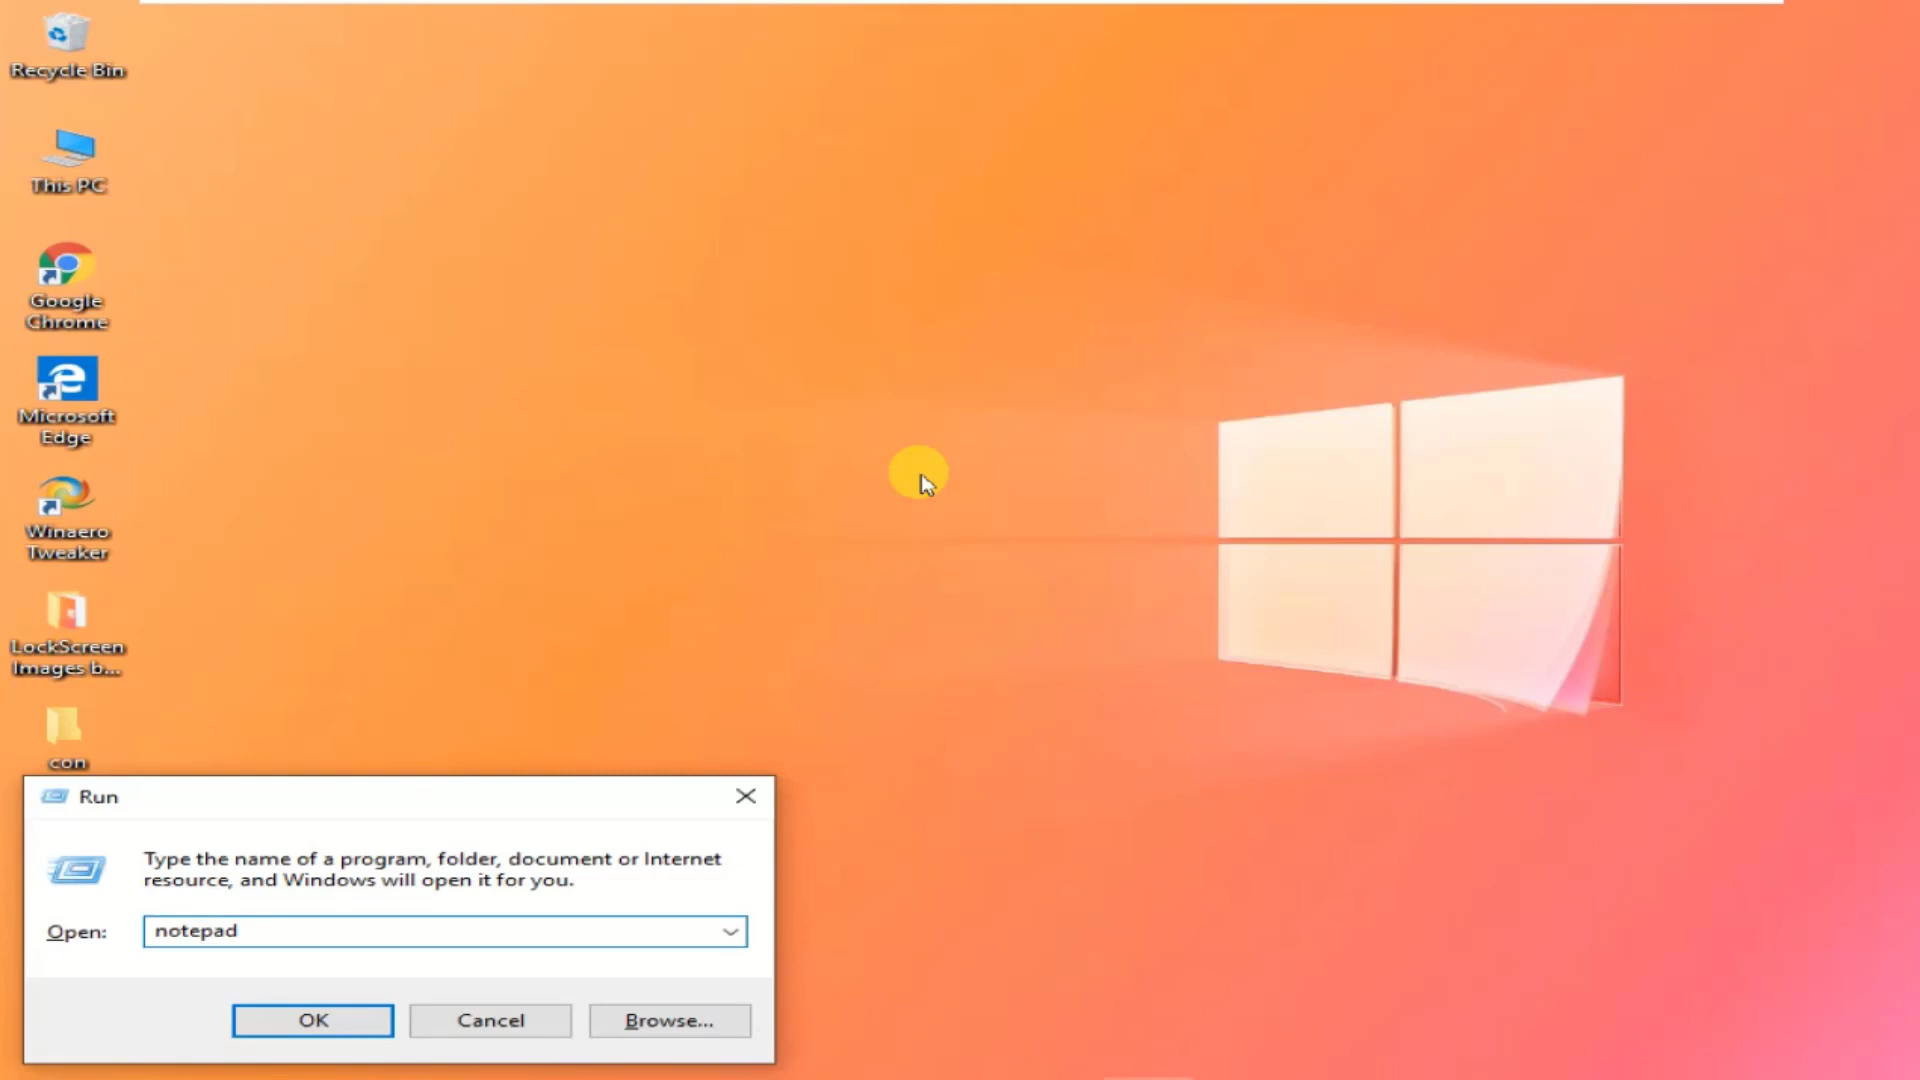 Recycle Bin
This PC
Google
Chrome
Microsoft
Edge
Winaero
Tweaker
LockScreen
Images b...
con
Run
Type the name of a program, folder, document or Internet
resource, and Windows will open it for you.
Open: notepad
OK Cancel Browse...